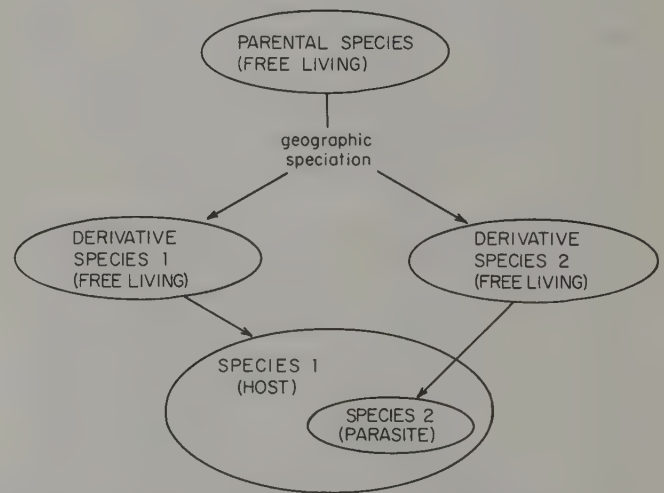 PARENTAL SPECIES
(FREE LIVING)
geographic
speciation
DERIVATIVE
SPECIES 1
(FREE LIVING)
DERIVATIVE
SPECIES 2
(FREE LIVING)
SPECIES 1
(HOST)
SPECIES 2
(PARASITE)